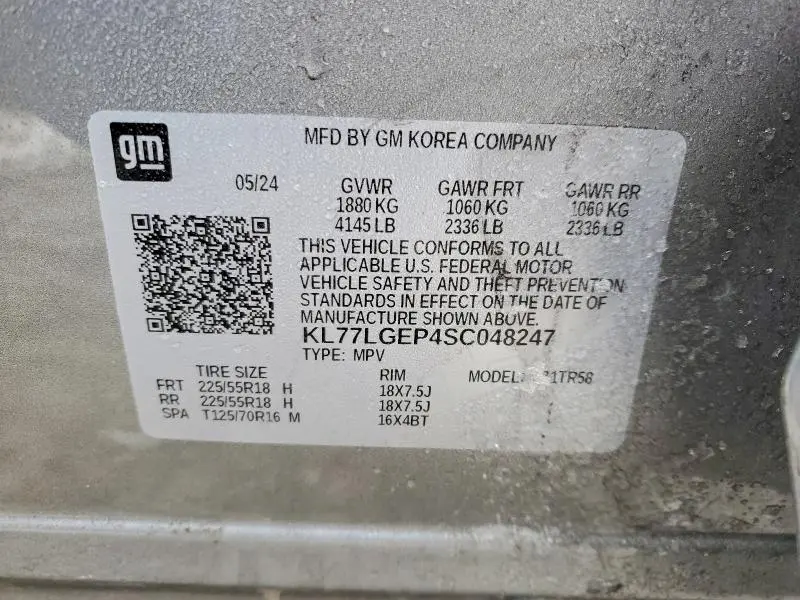 gm
MFD BY GM KOREA COMPANY
05/24 GVWR GAWR FRT GAWR RR
1880 KG 1060 KG 1060 KG
4145 LB 2336 LB 2336 LB
THIS VEHICLE CONFORMS TO ALL
APPLICABLE U.S. FEDERAL MOTOR
VEHICLE SAFETY AND THEFT PREVENTION
STANDARDS IN EFFECT ON THE DATE OF
MANUFACTURE SHOWN ABOVE.
KL77LGEP4SC048247
TYPE: MPV
TIRE SIZE RIM MODEL:
FRT 225/55R18 H 18X7.5J
RR 225/55R18 H 18X7.5J
SPA T125/70R16 M 16X4BT